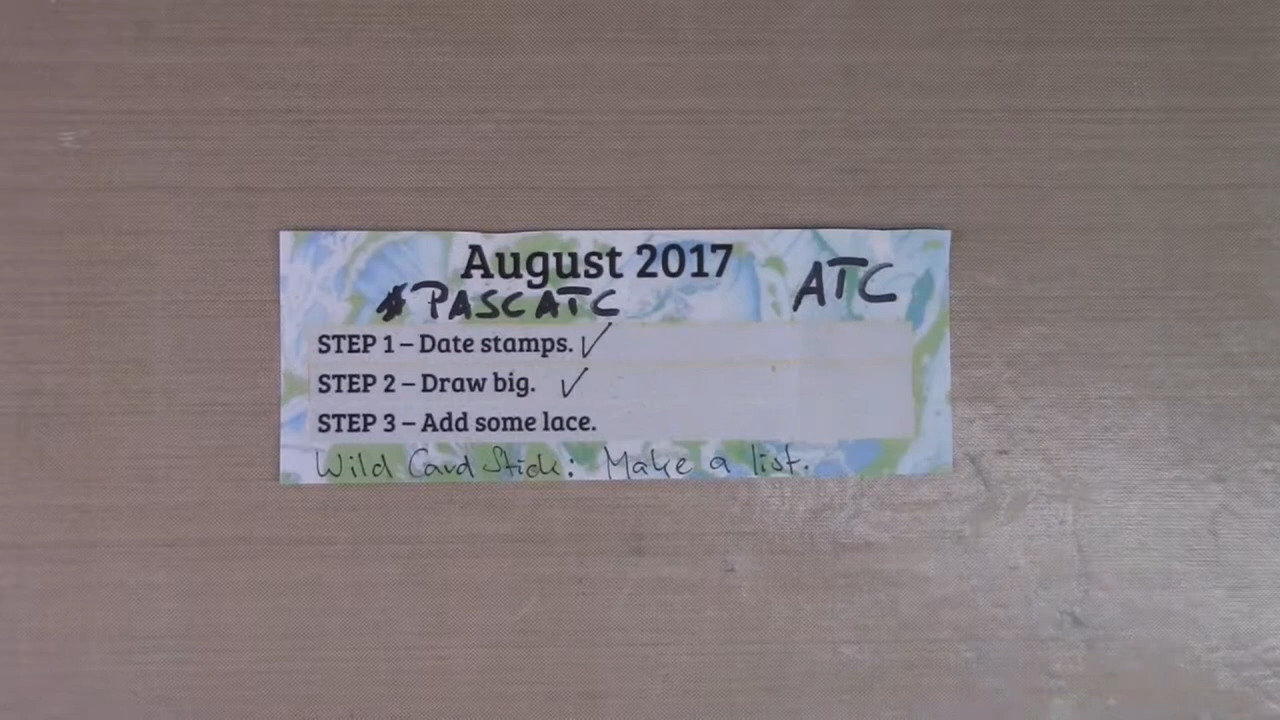 August 2017
ATC
#PASCATC
STEP 1 – Date stamps. ✓
STEP 2 – Draw big. ✓
STEP 3 – Add some lace.
Wild Card Stick: Make a list.